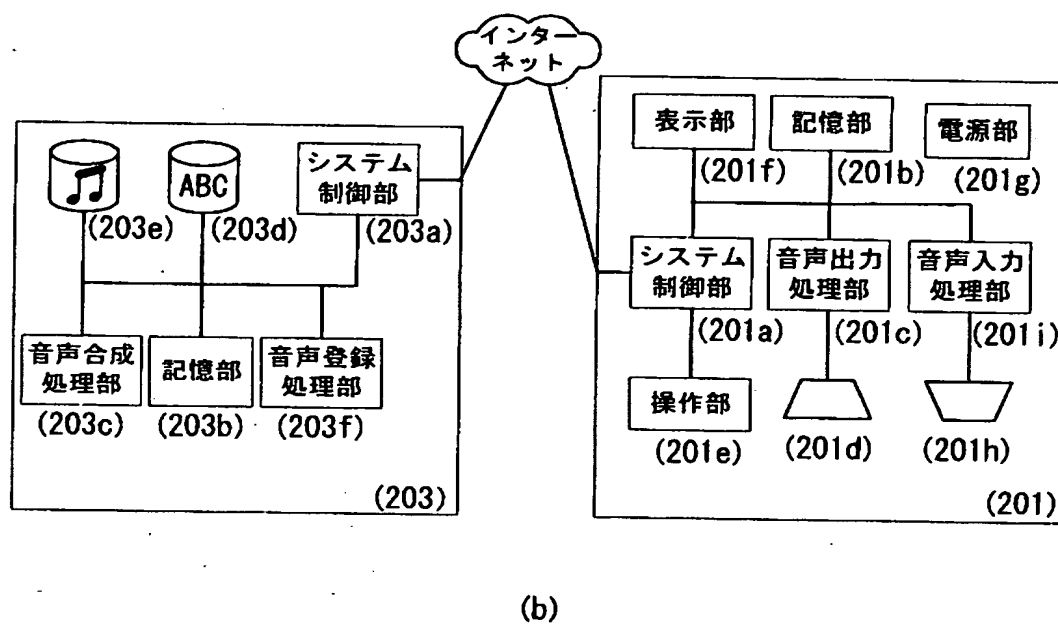 インター
ネット
ABC
システム
制御部
(203e)
(203d)
(203a)
音声合成
処理部
記憶部
音声登録
処理部
(203c)
(203b)
(203f)
(203)
表示部
記憶部
電源部
(201f)
(201b)
(201g)
システム
制御部
音声出力
処理部
音声入力
処理部
(201a)
(201c)
(201i)
操作部
(201e)
(201d)
(201h)
(201)
(b)